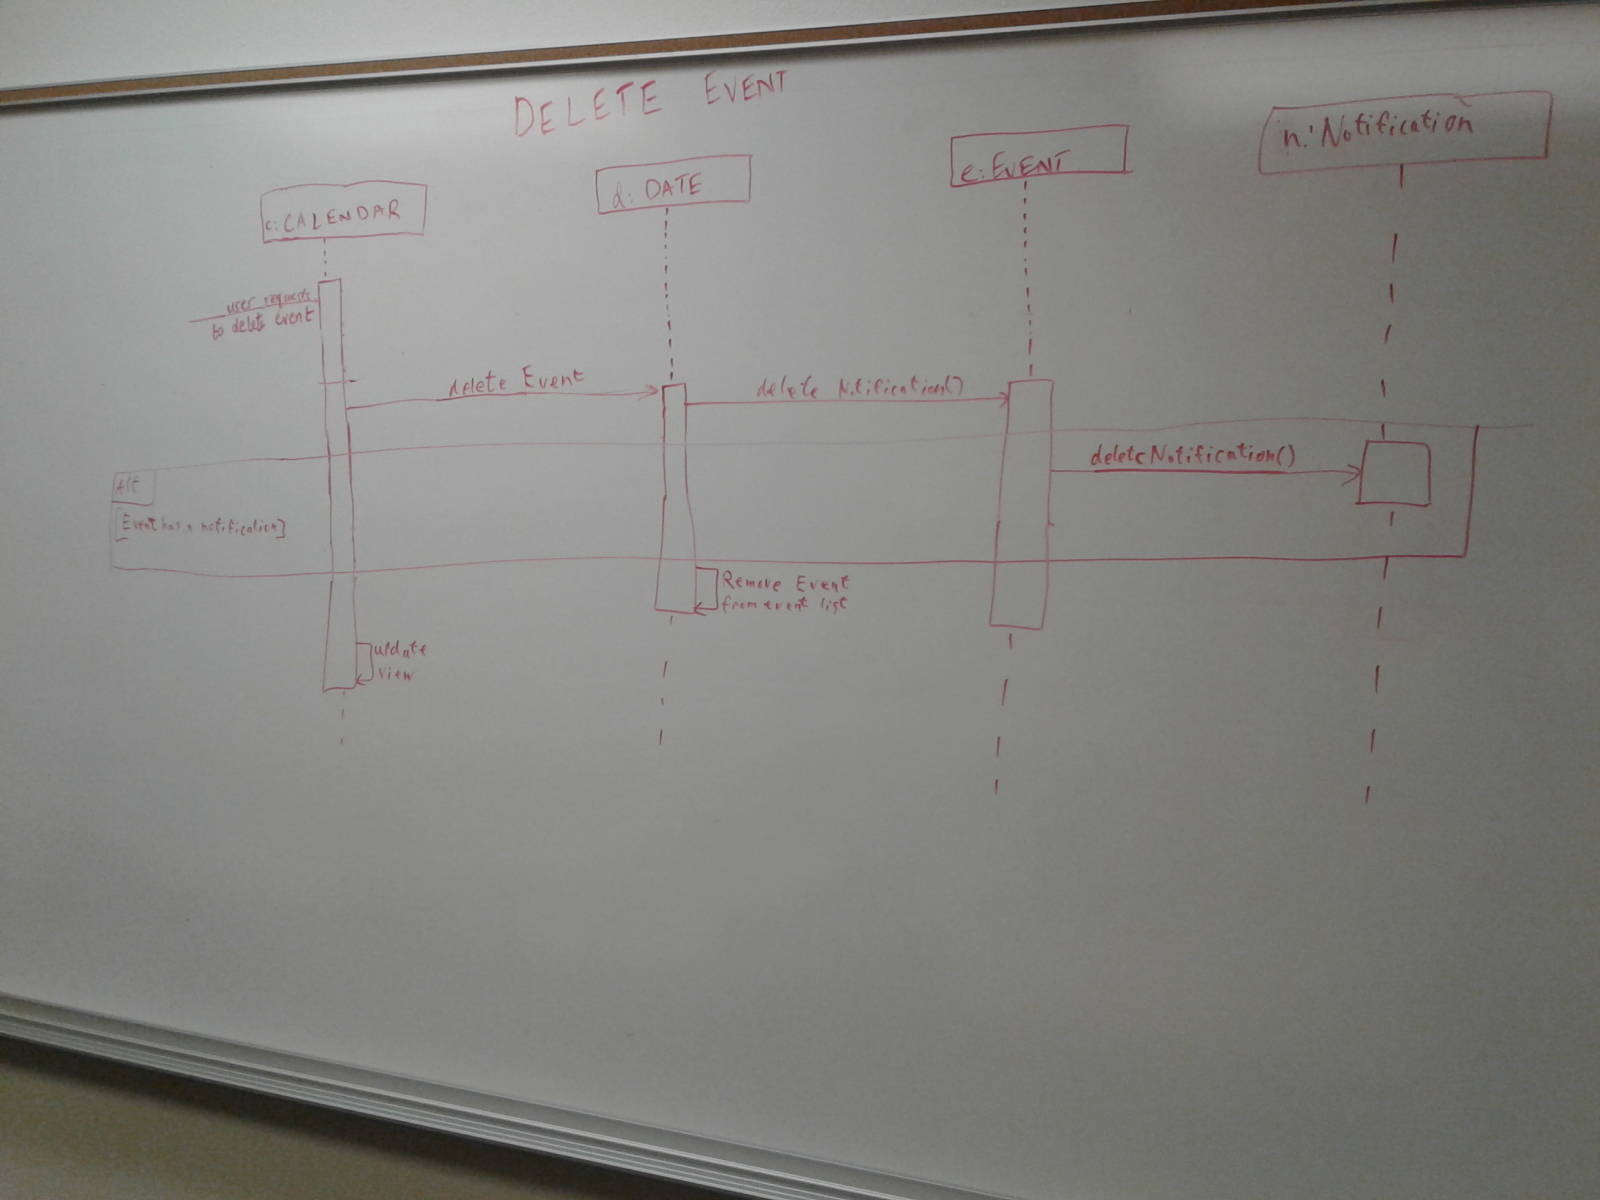 DELETE EVENT
c: CALENDAR
d: DATE
e: EVENT
n: Notification
user requests
to delete event
delete Event
delete Notification()
deleteNotification()
Alt
[Event has a notification]
Remove Event
from event list
update
view